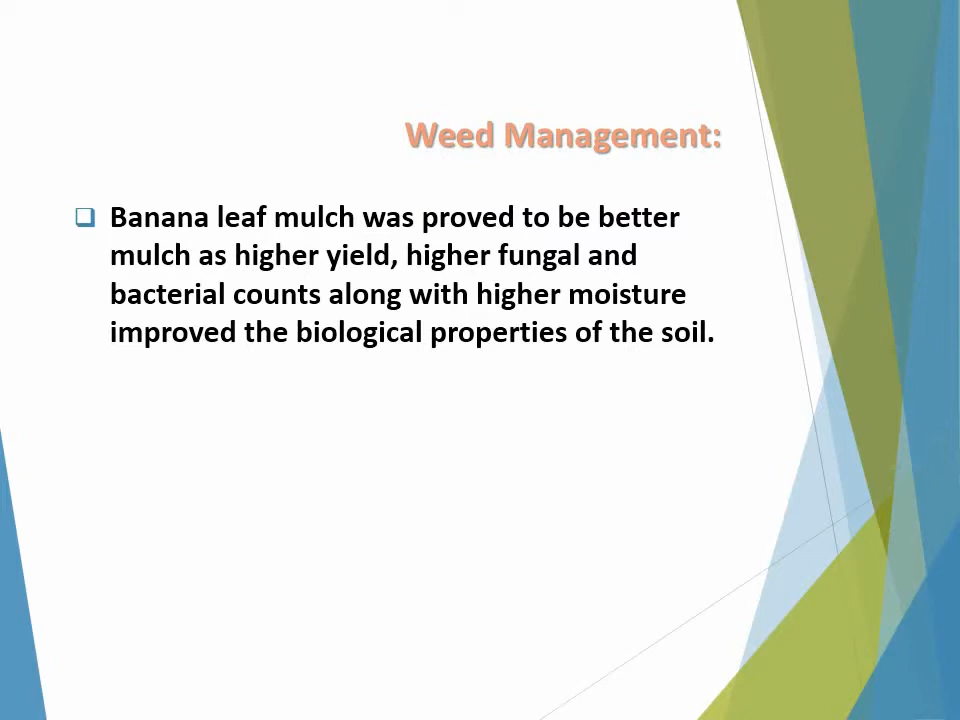 Weed Management:
Banana leaf mulch was proved to be better
mulch as higher yield, higher fungal and
bacterial counts along with higher moisture
improved the biological properties of the soil.